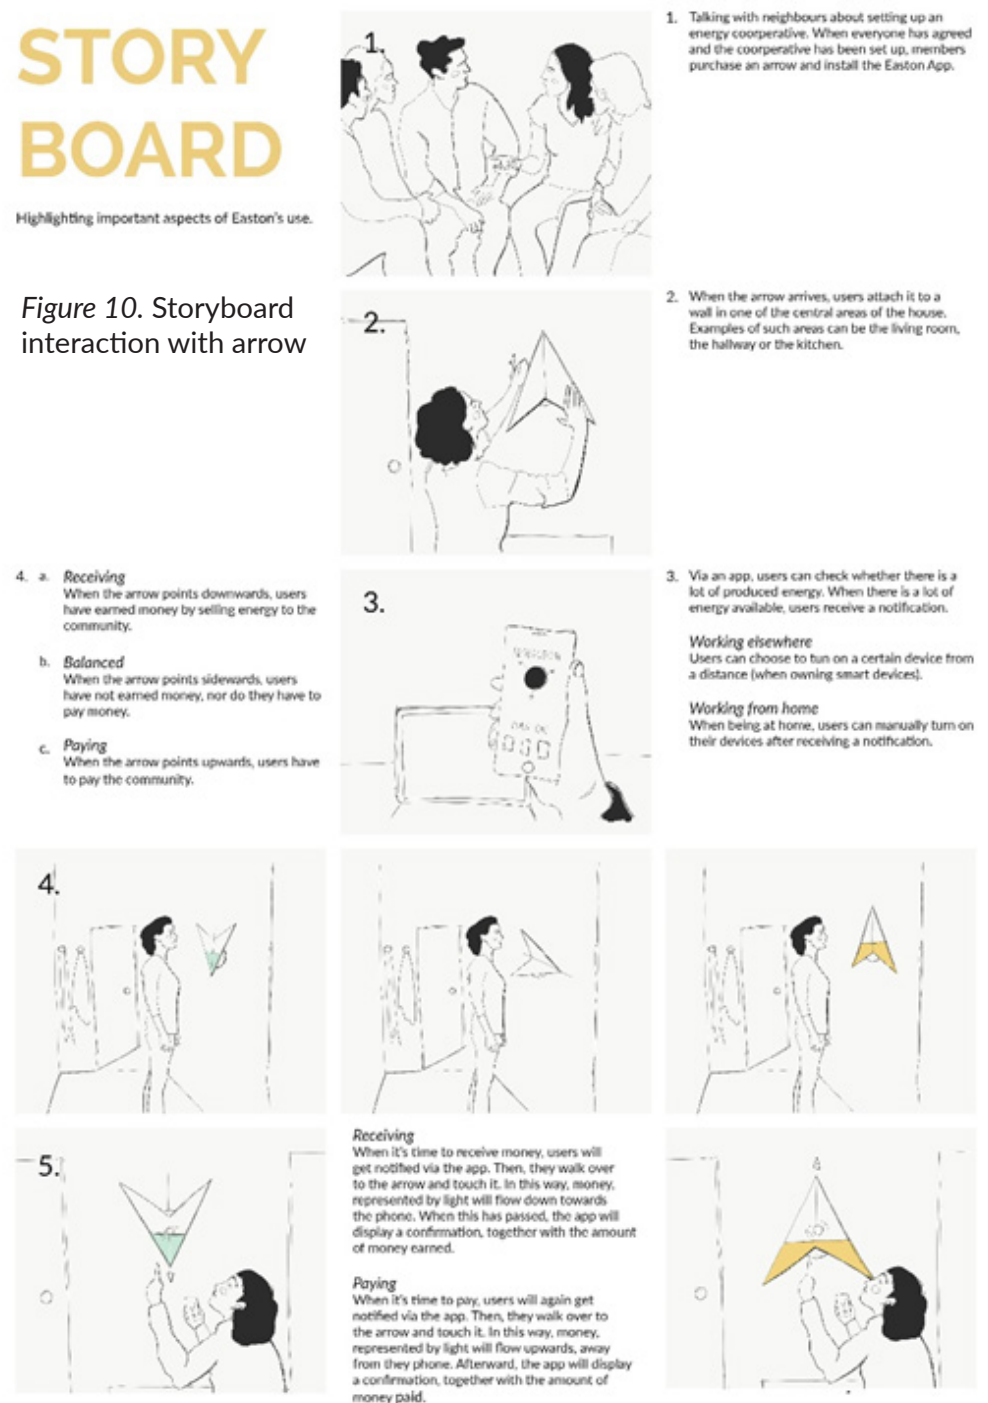 STORY
BOARD
Highlighting important aspects of Easton's use.
Figure 10. Storyboard
interaction with arrow
1.
1. Talking with neighbours about setting up an
energy coorperative. When everyone has agreed
and the coorperative has been set up, members
purchase an arrow and install the Easton App.
2.
2. When the arrow arrives, users attach it to a
wall in one of the central areas of the house.
Examples of such areas can be the living room,
the hallway or the kitchen.
3.
3. Via an app, users can check whether there is a
lot of produced energy. When there is a lot of
energy available, users receive a notification.
Working elsewhere
Users can choose to tun on a certain device from
a distance (when owning smart devices).
Working from home
When being at home, users can manually turn on
their devices after receiving a notification.
4. a. Receiving
When the arrow points downwards, users
have earned money by selling energy to the
community.
b. Balanced
When the arrow points sidewards, users
have not earned money, nor do they have to
pay money.
c. Paying
When the arrow points upwards, users have
to pay the community.
4.
5.
Receiving
When it's time to receive money, users will
get notified via the app. Then, they walk over
to the arrow and touch it. In this way, money,
represented by light will flow down towards
the phone. When this has passed, the app will
display a confirmation, together with the amount
of money earned.
Paying
When it's time to pay, users will again get
notified via the app. Then, they walk over to
the arrow and touch it. In this way, money,
represented by light will flow upwards, away
from they phone. Afterward, the app will display
a confirmation, together with the amount of
money paid.